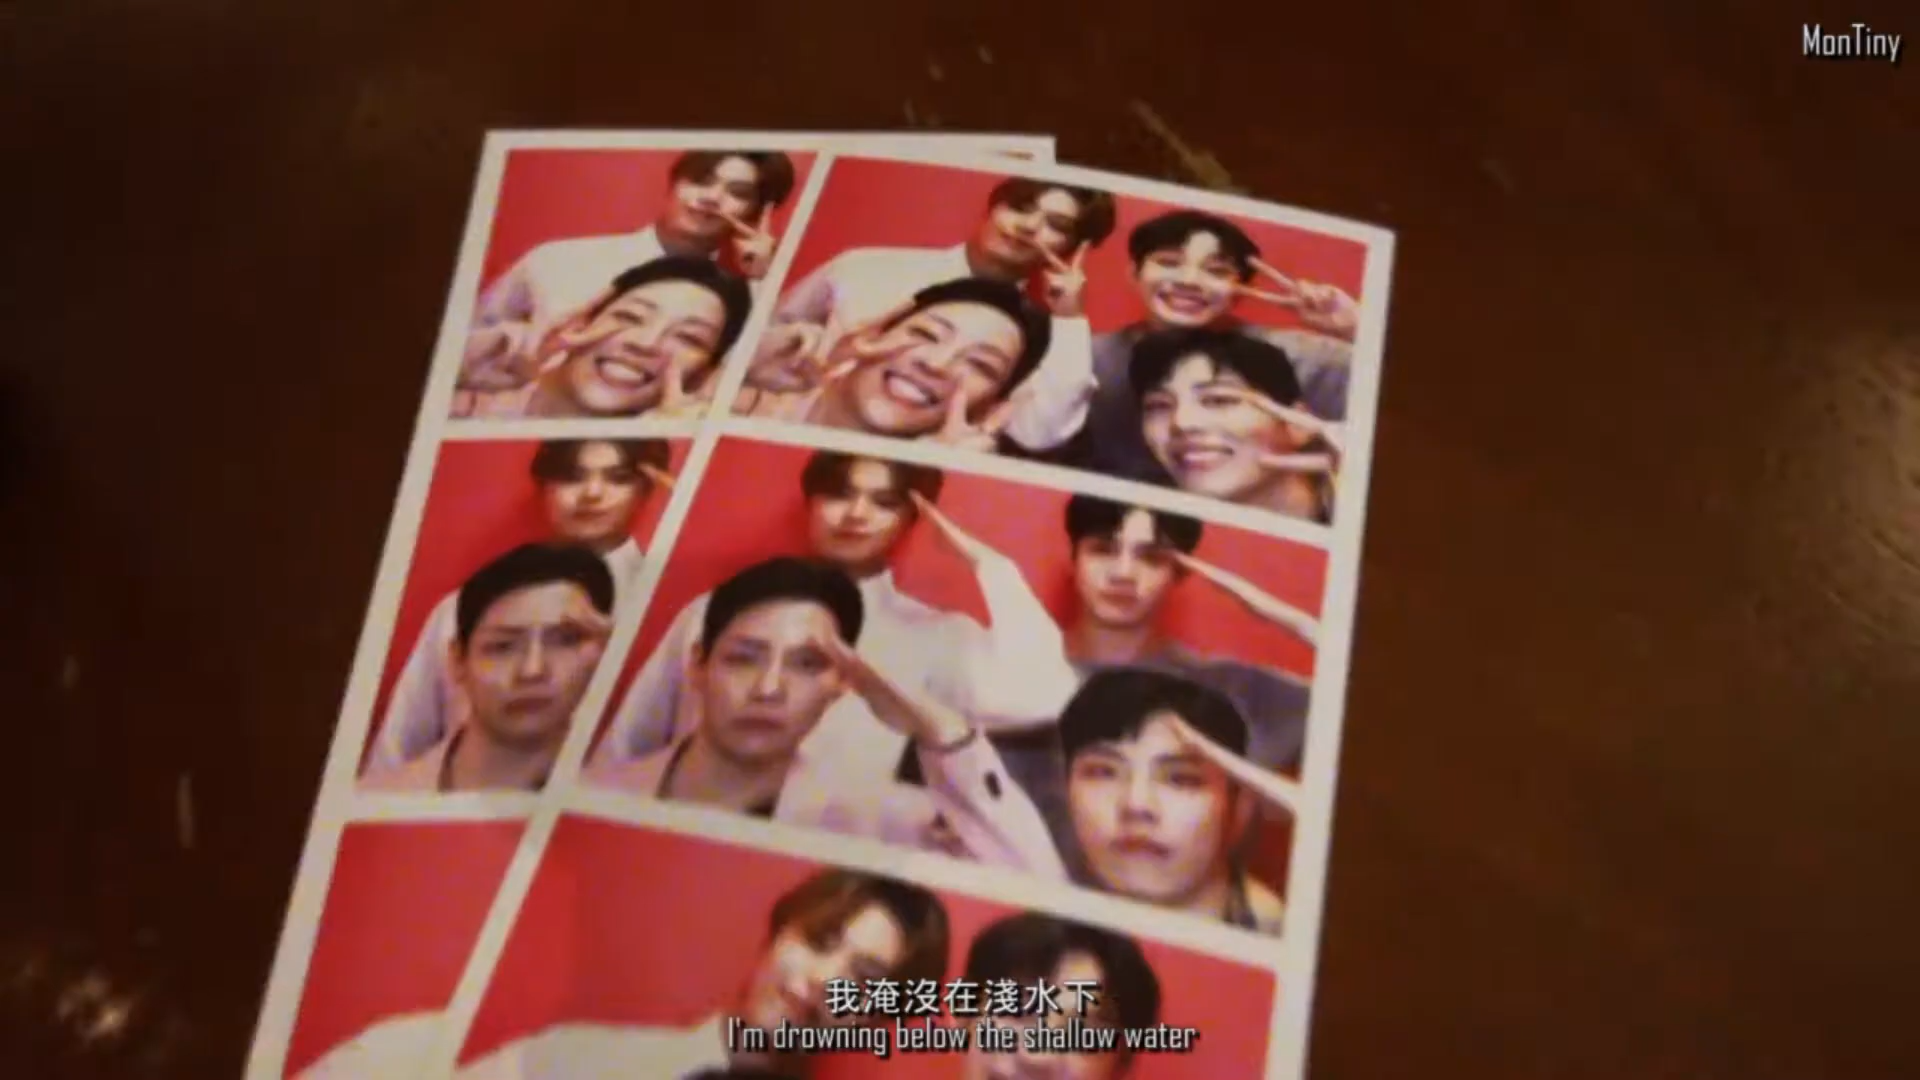 MonTiny
我淹沒在淺水下
I'm drowning below the shallow water